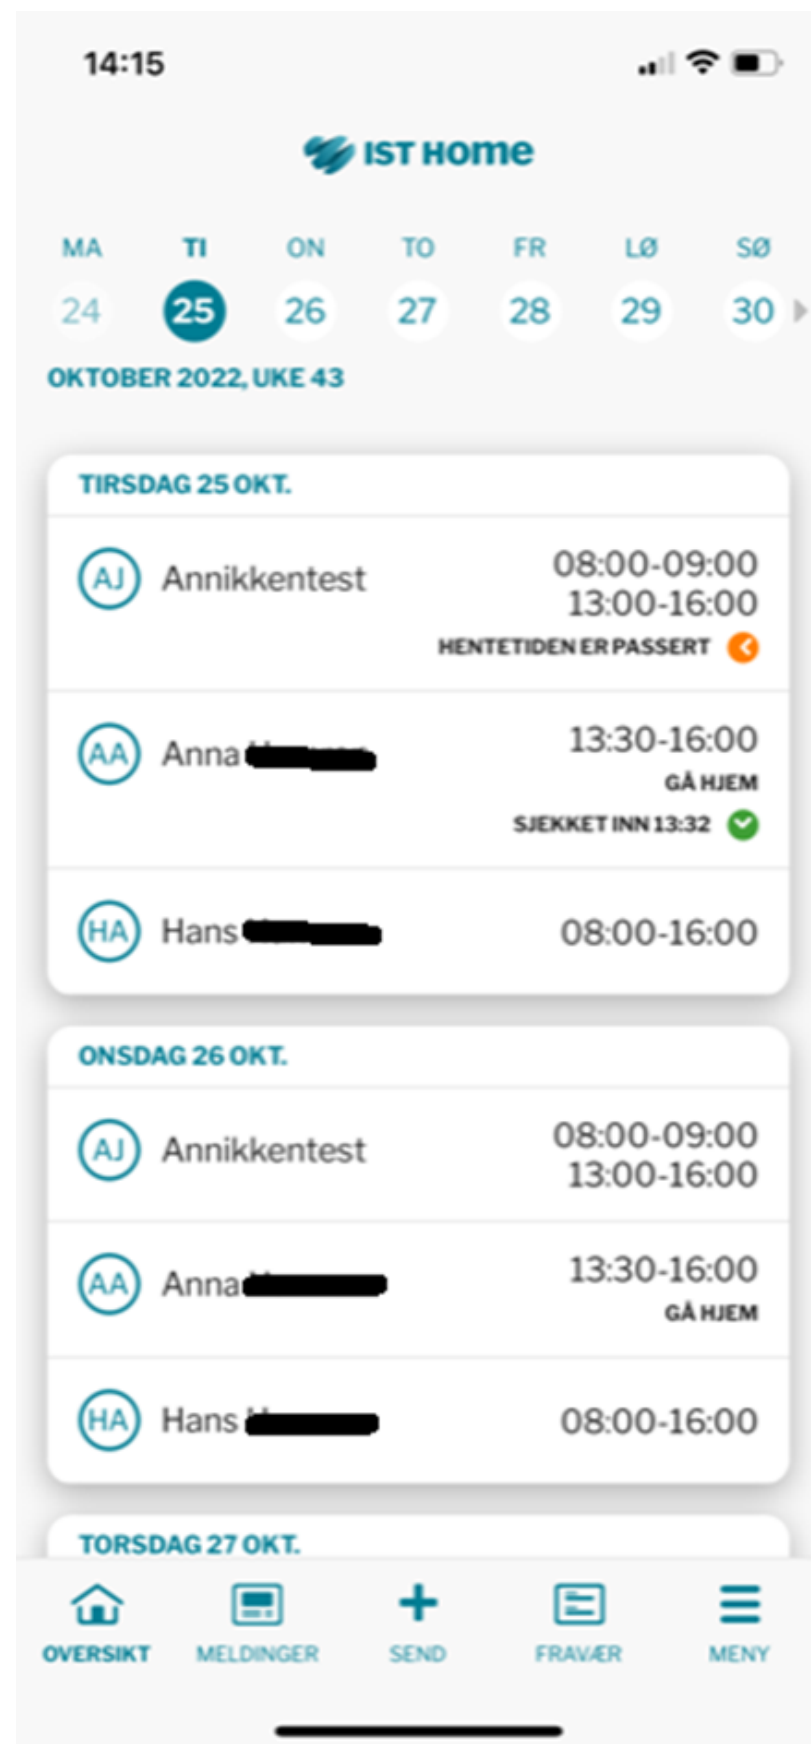 14:15
IST Home
MA TI ON TO FR LØ SØ
24 25 26 27 28 29 30
OKTOBER 2022, UKE 43
TIRSDAG 25 OKT.
AJ Annikkentest 08:00-09:00
13:00-16:00
HENTETIDEN ER PASSERT
AA Anna 13:30-16:00
GÅ HJEM
SJEKKET INN 13:32
HA Hans 08:00-16:00
ONSDAG 26 OKT.
AJ Annikkentest 08:00-09:00
13:00-16:00
AA Anna 13:30-16:00
GÅ HJEM
HA Hans 08:00-16:00
TORSDAG 27 OKT.
OVERSIKT MELDINGER SEND FRAVÆR MENY